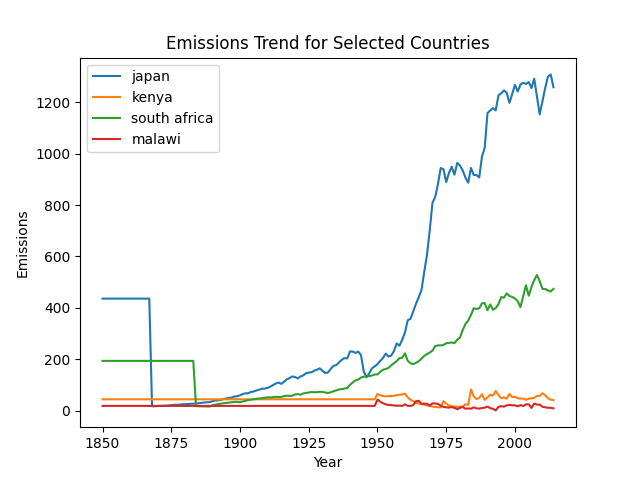 Emissions Trend for Selected Countries
japan
kenya
south africa
malawi
1200
1000
800
600
400
200
0
Emissions
1850 1875 1900 1925 1950 1975 2000
Year